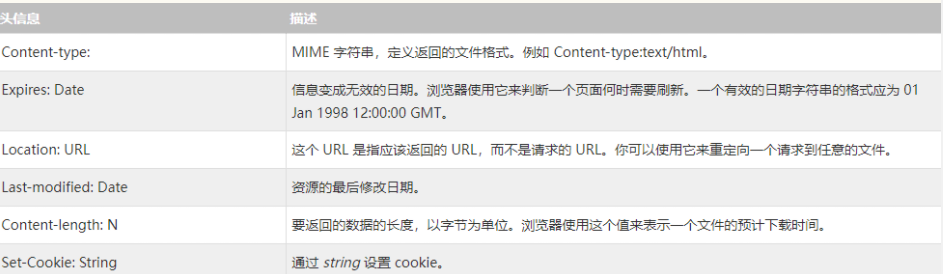 头信息 描述
Content-type: MIME 字符串，定义返回的文件格式。例如 Content-type:text/html。
Expires: Date 信息变成无效的日期。浏览器使用它来判断一个页面何时需要刷新。一个有效的日期字符串的格式应为 01
Jan 1998 12:00:00 GMT。
Location: URL 这个 URL 是指应该返回的 URL，而不是请求的 URL。你可以使用它来重定向一个请求到任意的文件。
Last-modified: Date 资源的最后修改日期。
Content-length: N 要返回的数据的长度，以字节为单位。浏览器使用这个值来表示一个文件的预计下载时间。
Set-Cookie: String 通过 string 设置 cookie。